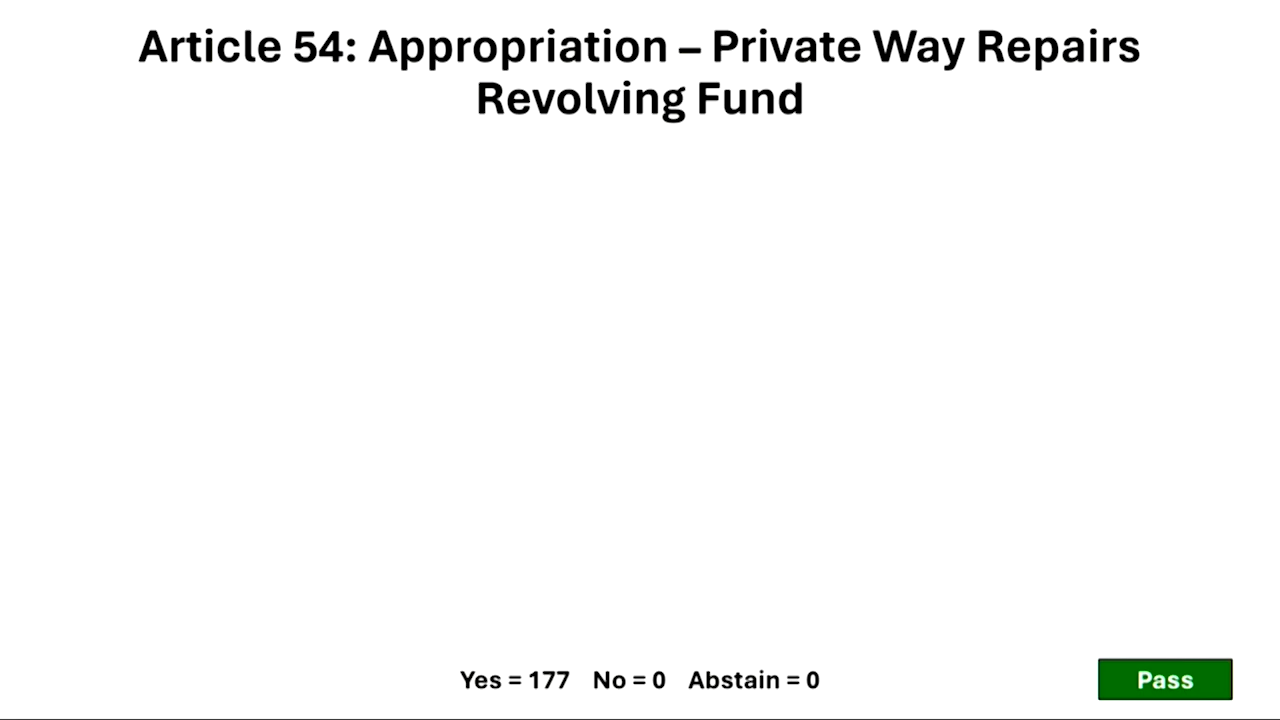 Article 54: Appropriation – Private Way Repairs
Revolving Fund
Yes = 177 No = 0 Abstain = 0
Pass